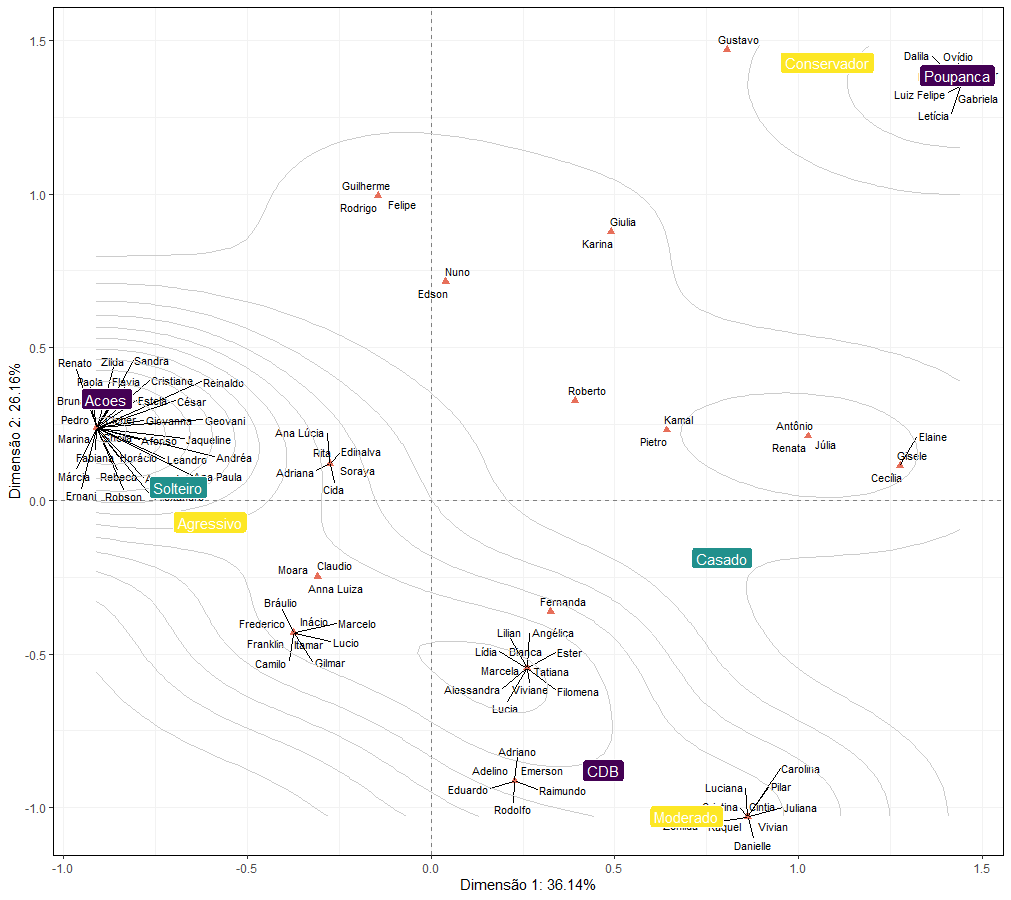 1.5
1.0
0.5
0.0
-0.5
-1.0
Dimensão 2: 26.16%
Gustavo
Conservador
Dalila
Ovídio
Poupanca
Luiz Felipe
Gabriela
Letícia
Guilherme
Rodrigo
Felipe
Giulia
Karina
Nuno
Edson
Renato
Zilda
Sandra
Paola
Flávia
Cristiane
Reinaldo
Acoes
Estela
César
Pedro
Giovanna
Geovani
Marina
Afonso
Jaqueline
Fabiana
Horácio
Leandro
Andréa
Márcia
Rebeca
Paula
Solteiro
Ernani
Robson
Agressivo
Roberto
Kamal
Pietro
Antônio
Renata
Júlia
Elaine
Gisele
Cecília
Ana Lúcia
Rita
Edinalva
Adriana
Soraya
Cida
Casado
Moara
Claudio
Anna Luiza
Bráulio
Frederico
Inácio
Marcelo
Franklin
Itamar
Lucio
Camilo
Gilmar
Fernanda
Lilian
Angélica
Lídia
Bianca
Ester
Marcela
Tatiana
Alessandra
Viviane
Filomena
Lucia
Adriano
Adelino
Emerson
CDB
Eduardo
Raimundo
Rodolfo
Carolina
Luciana
Pilar
Cintia
Juliana
Moderado
Raquel
Vivian
Danielle
-1.0
-0.5
0.0
0.5
1.0
1.5
Dimensão 1: 36.14%